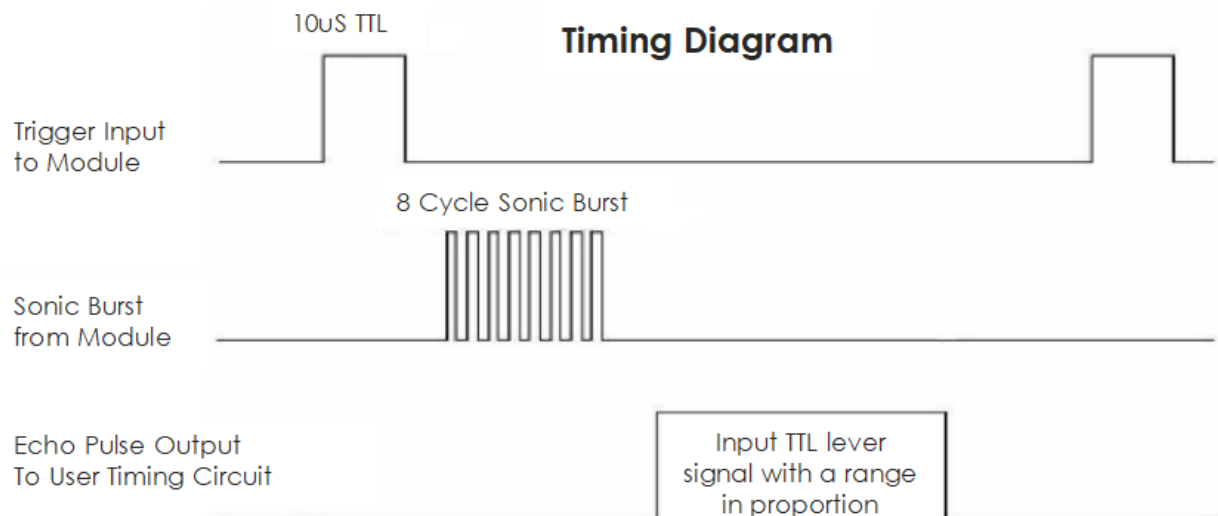 10uS TTL
Timing Diagram
Trigger Input
to Module
8 Cycle Sonic Burst
Sonic Burst
from Module
Echo Pulse Output
To User Timing Circuit
Input TTL lever
signal with a range
in proportion